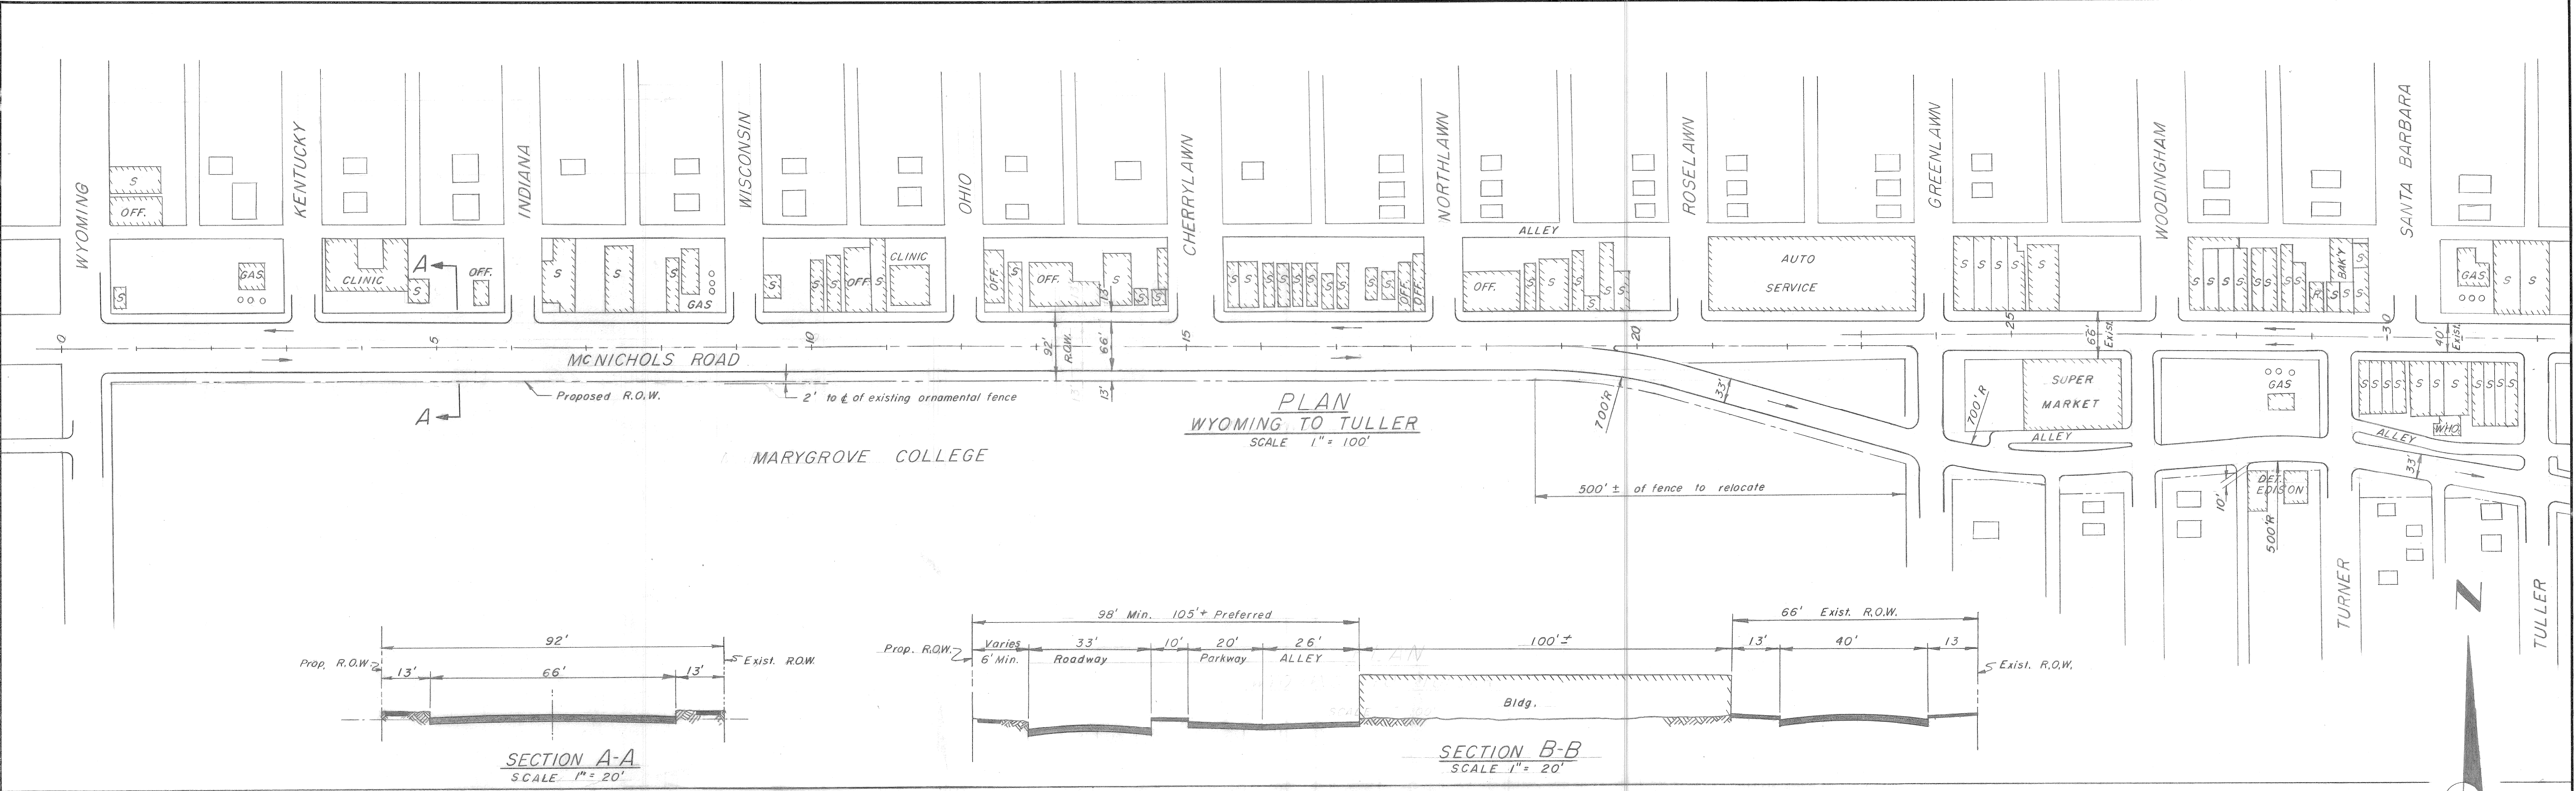 WYOMING
KENTUCKY
INDIANA
WISCONSIN
OHIO
CHERRYLAWN
NORTHLAWN
ROSELAWN
GREENLAWN
WOODINGHAM
SANTA BARBARA
S
OFF.
ALLEY
S
GAS
CLINIC
S
A
OFF.
S
S
S
GAS
S
S
S
OFF.
S
CLINIC
OFF.
S
OFF.
S
S
S
S
S
S
S
S
S
S
S
S
S
OFF.
OFF.
OFF.
S
S
S
S
S
S
AUTO
SERVICE
S
S
S
S
S
S
S
S
S
S
S
S
S
R
BAK'Y
S
S
S
S
GAS
S
S
0
5
10
15
20
25
30
MCNICHOLS ROAD
92'
R.O.W.
13'
66'
13'
66'
Exist.
40'
Exist.
Proposed R.O.W.
2' to ℄ of existing ornamental fence
A
MARYGROVE COLLEGE
PLAN
WYOMING TO TULLER
SCALE 1" = 100'
700'R
33'
500' ± of fence to relocate
700' R
SUPER
MARKET
ALLEY
GAS
S S S S S S S S S S S
WHO.
ALLEY
33'
10'
DET.
EDISON
500'R
TURNER
TULLER
N
92'
Prop. R.O.W.
Exist. R.O.W.
13' 66' 13'
SECTION A-A
SCALE 1" = 20'
98' Min. 105'+ Preferred
66' Exist. R.O.W.
Prop. R.O.W.
Varies 33' 10' 20' 26' 100'± 13' 40' 13
6' Min. Roadway Parkway ALLEY
Exist. R.O.W.
Bldg.
SECTION B-B
SCALE 1" = 20'